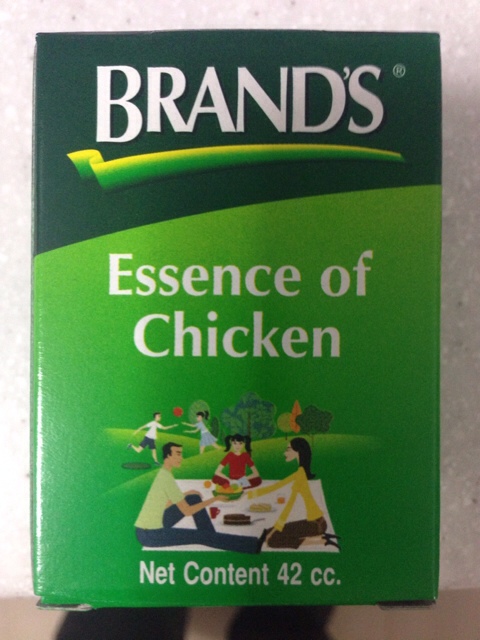 BRAND'S®
Essence of
Chicken
Net Content 42 cc.